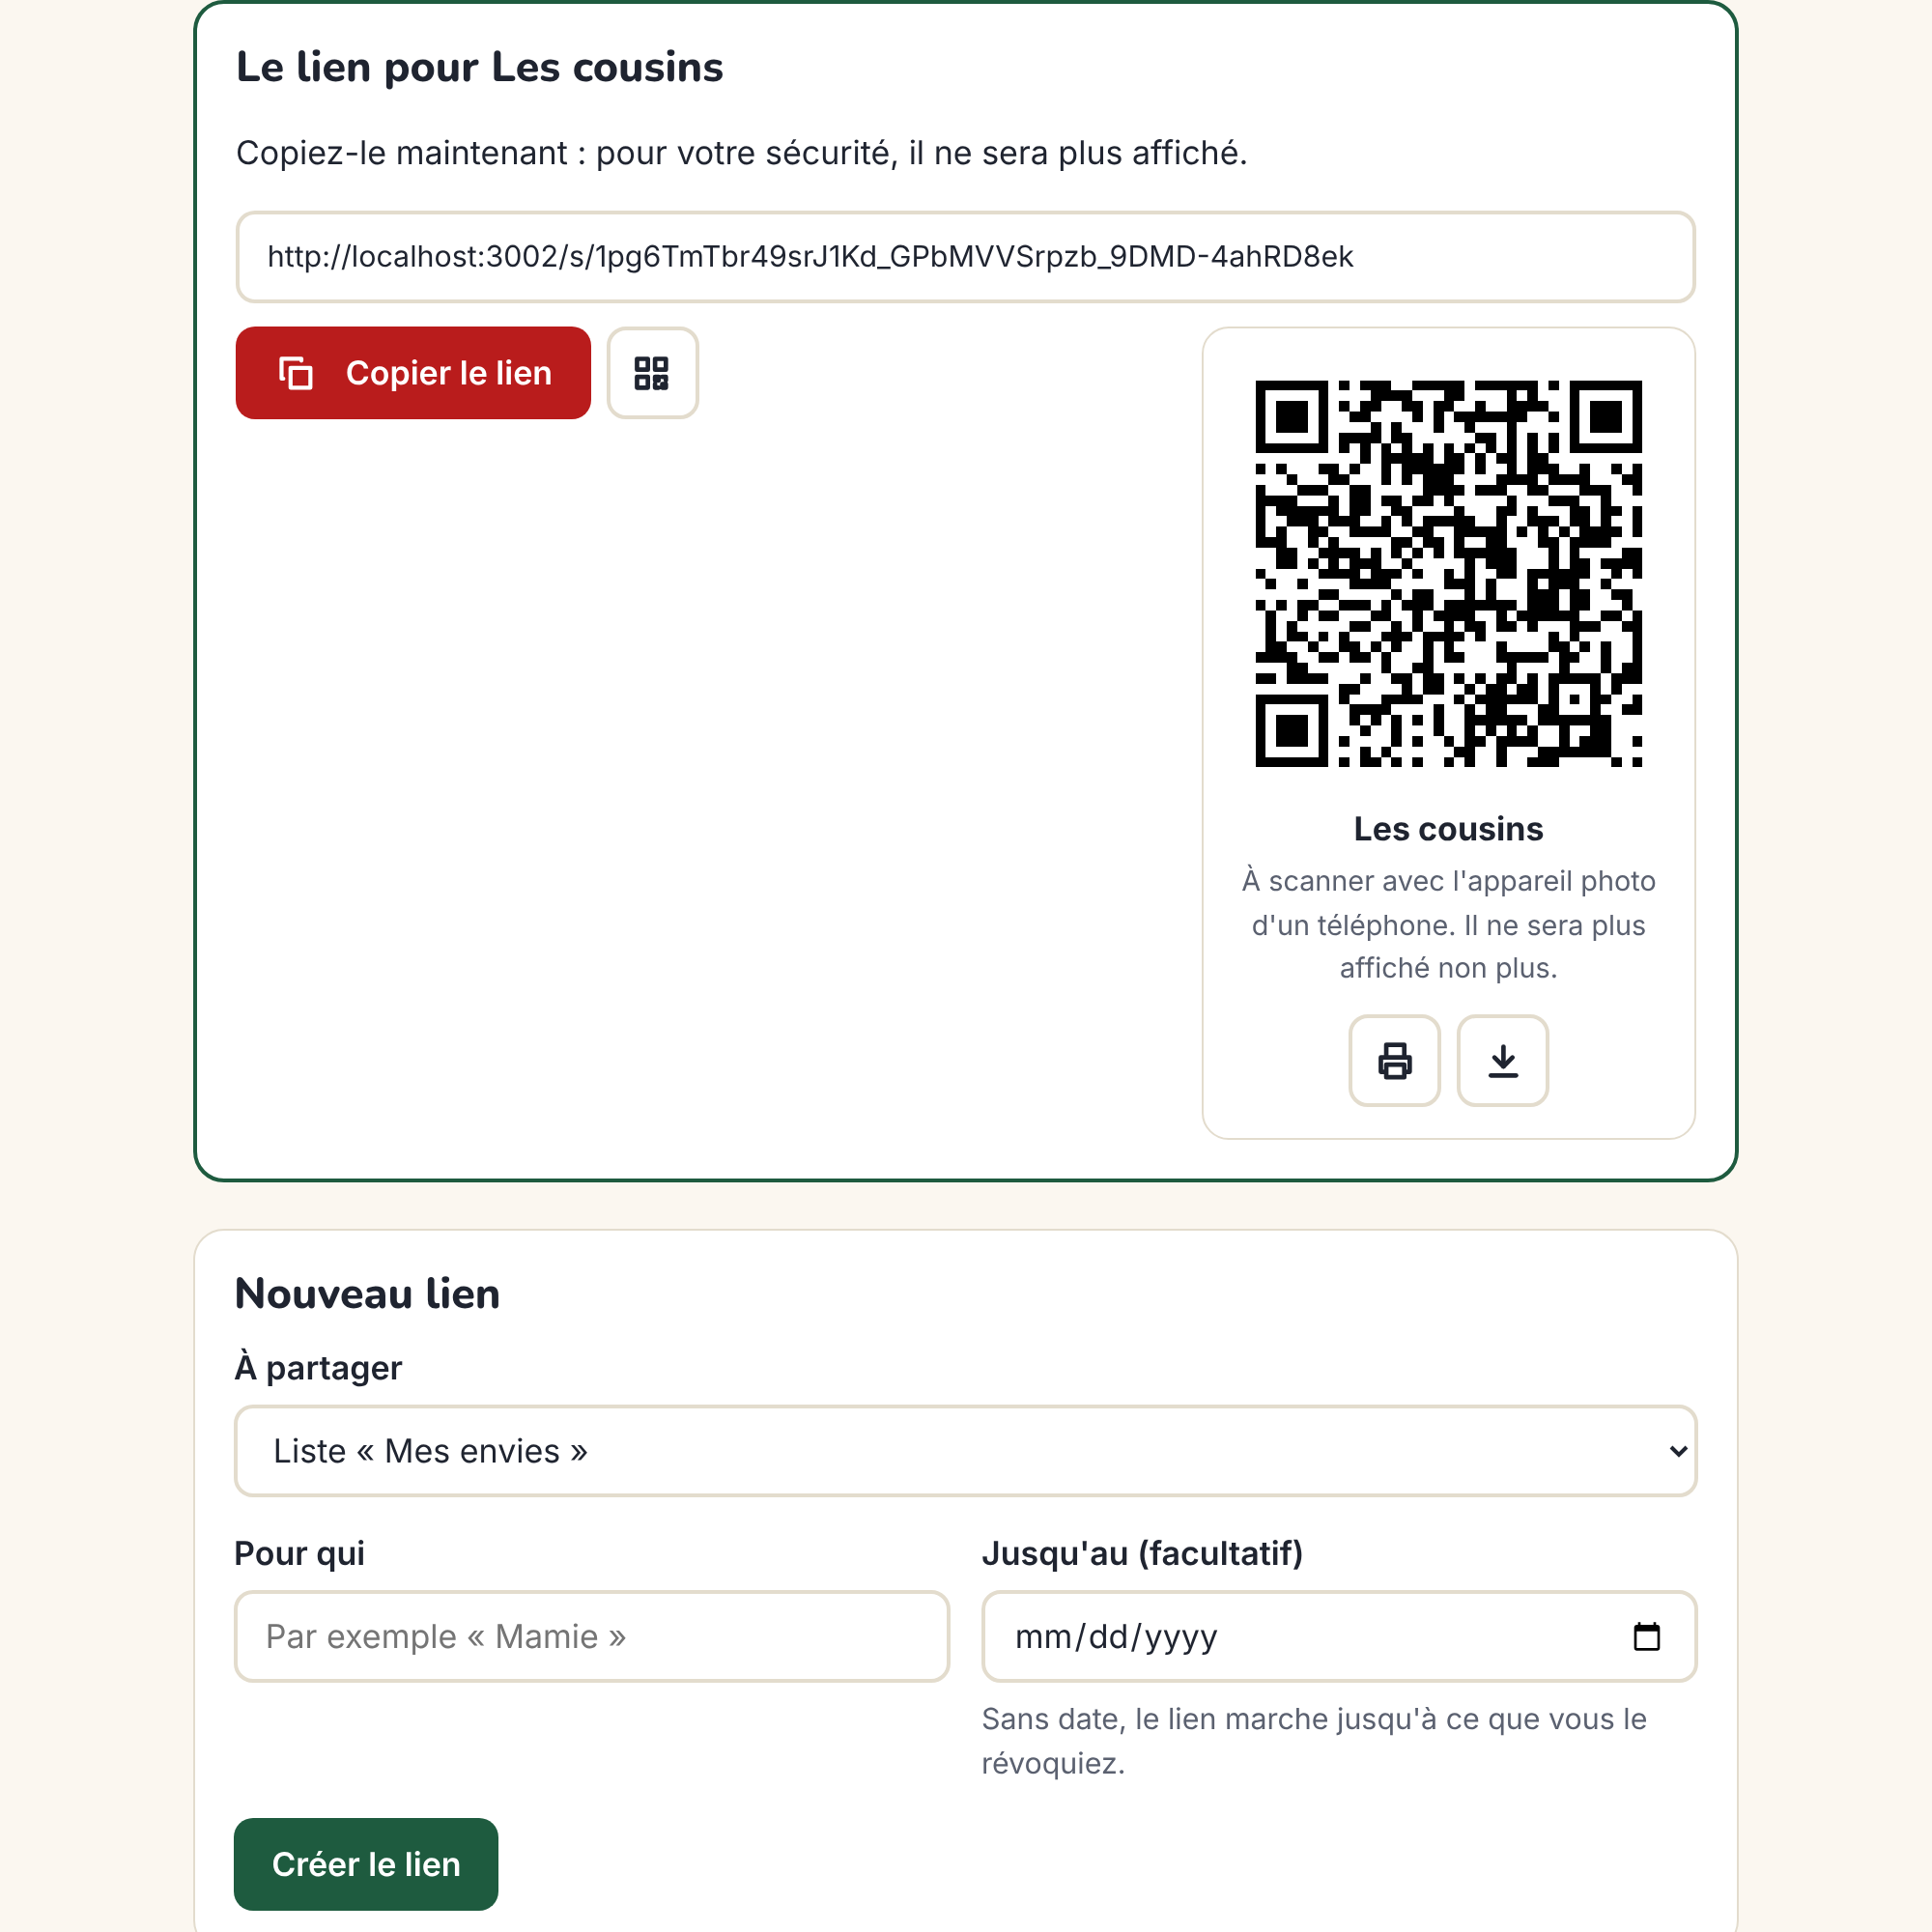 Le lien pour Les cousins
Copiez-le maintenant : pour votre sécurité, il ne sera plus affiché.
http://localhost:3002/s/1pg6TmTbr49srJ1Kd_GPbMVVSrpzb_9DMD-4ahRD8ek
Copier le lien
Les cousins
À scanner avec l'appareil photo
d'un téléphone. Il ne sera plus
affiché non plus.
Nouveau lien
À partager
Liste « Mes envies »
Pour qui
Par exemple « Mamie »
Jusqu'au (facultatif)
mm/dd/yyyy
Sans date, le lien marche jusqu'à ce que vous le
révoquiez.
Créer le lien